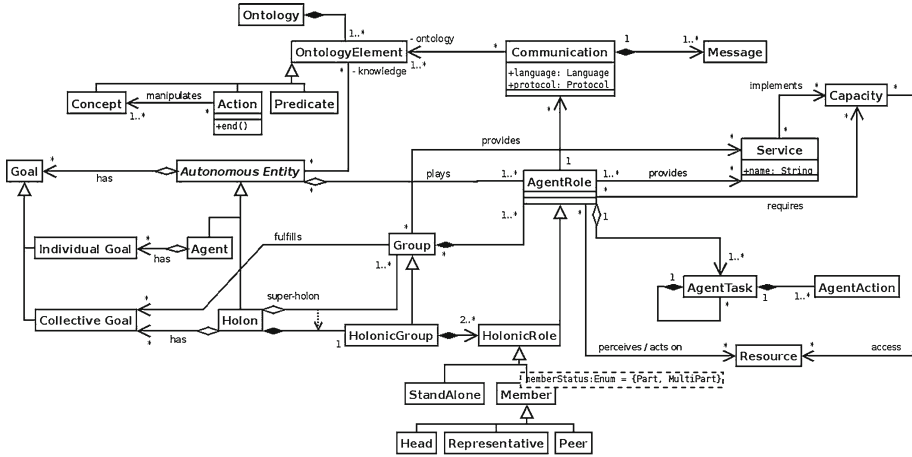 Ontology
1..*
- ontology
*
1
1..*
OntologyElement
Communication
Message
*
- knowledge
1..*
+language: Language
+protocol: Protocol
implements
*
Concept
manipulates
Action
Predicate
Capacity
1..*
*
+end()
*
*
*
provides
*
Service
Goal
*
Autonomous Entity
*
1
+name: String
has
*
plays
1..*
AgentRole
1..*
provides
*
*
requires
1..*
*
1
Individual Goal
*
has
Agent
fulfills
*
Group
*
1..*
1..*
1
AgentTask
1
1..*
AgentAction
*
super-holon
*
Collective Goal
Holon
*
has
1
HolonicGroup
2..*
HolonicRole
perceives / acts on
*
Resource
*
access
memberStatus:Enum = {Part, MultiPart}
StandAlone
Member
Head
Representative
Peer